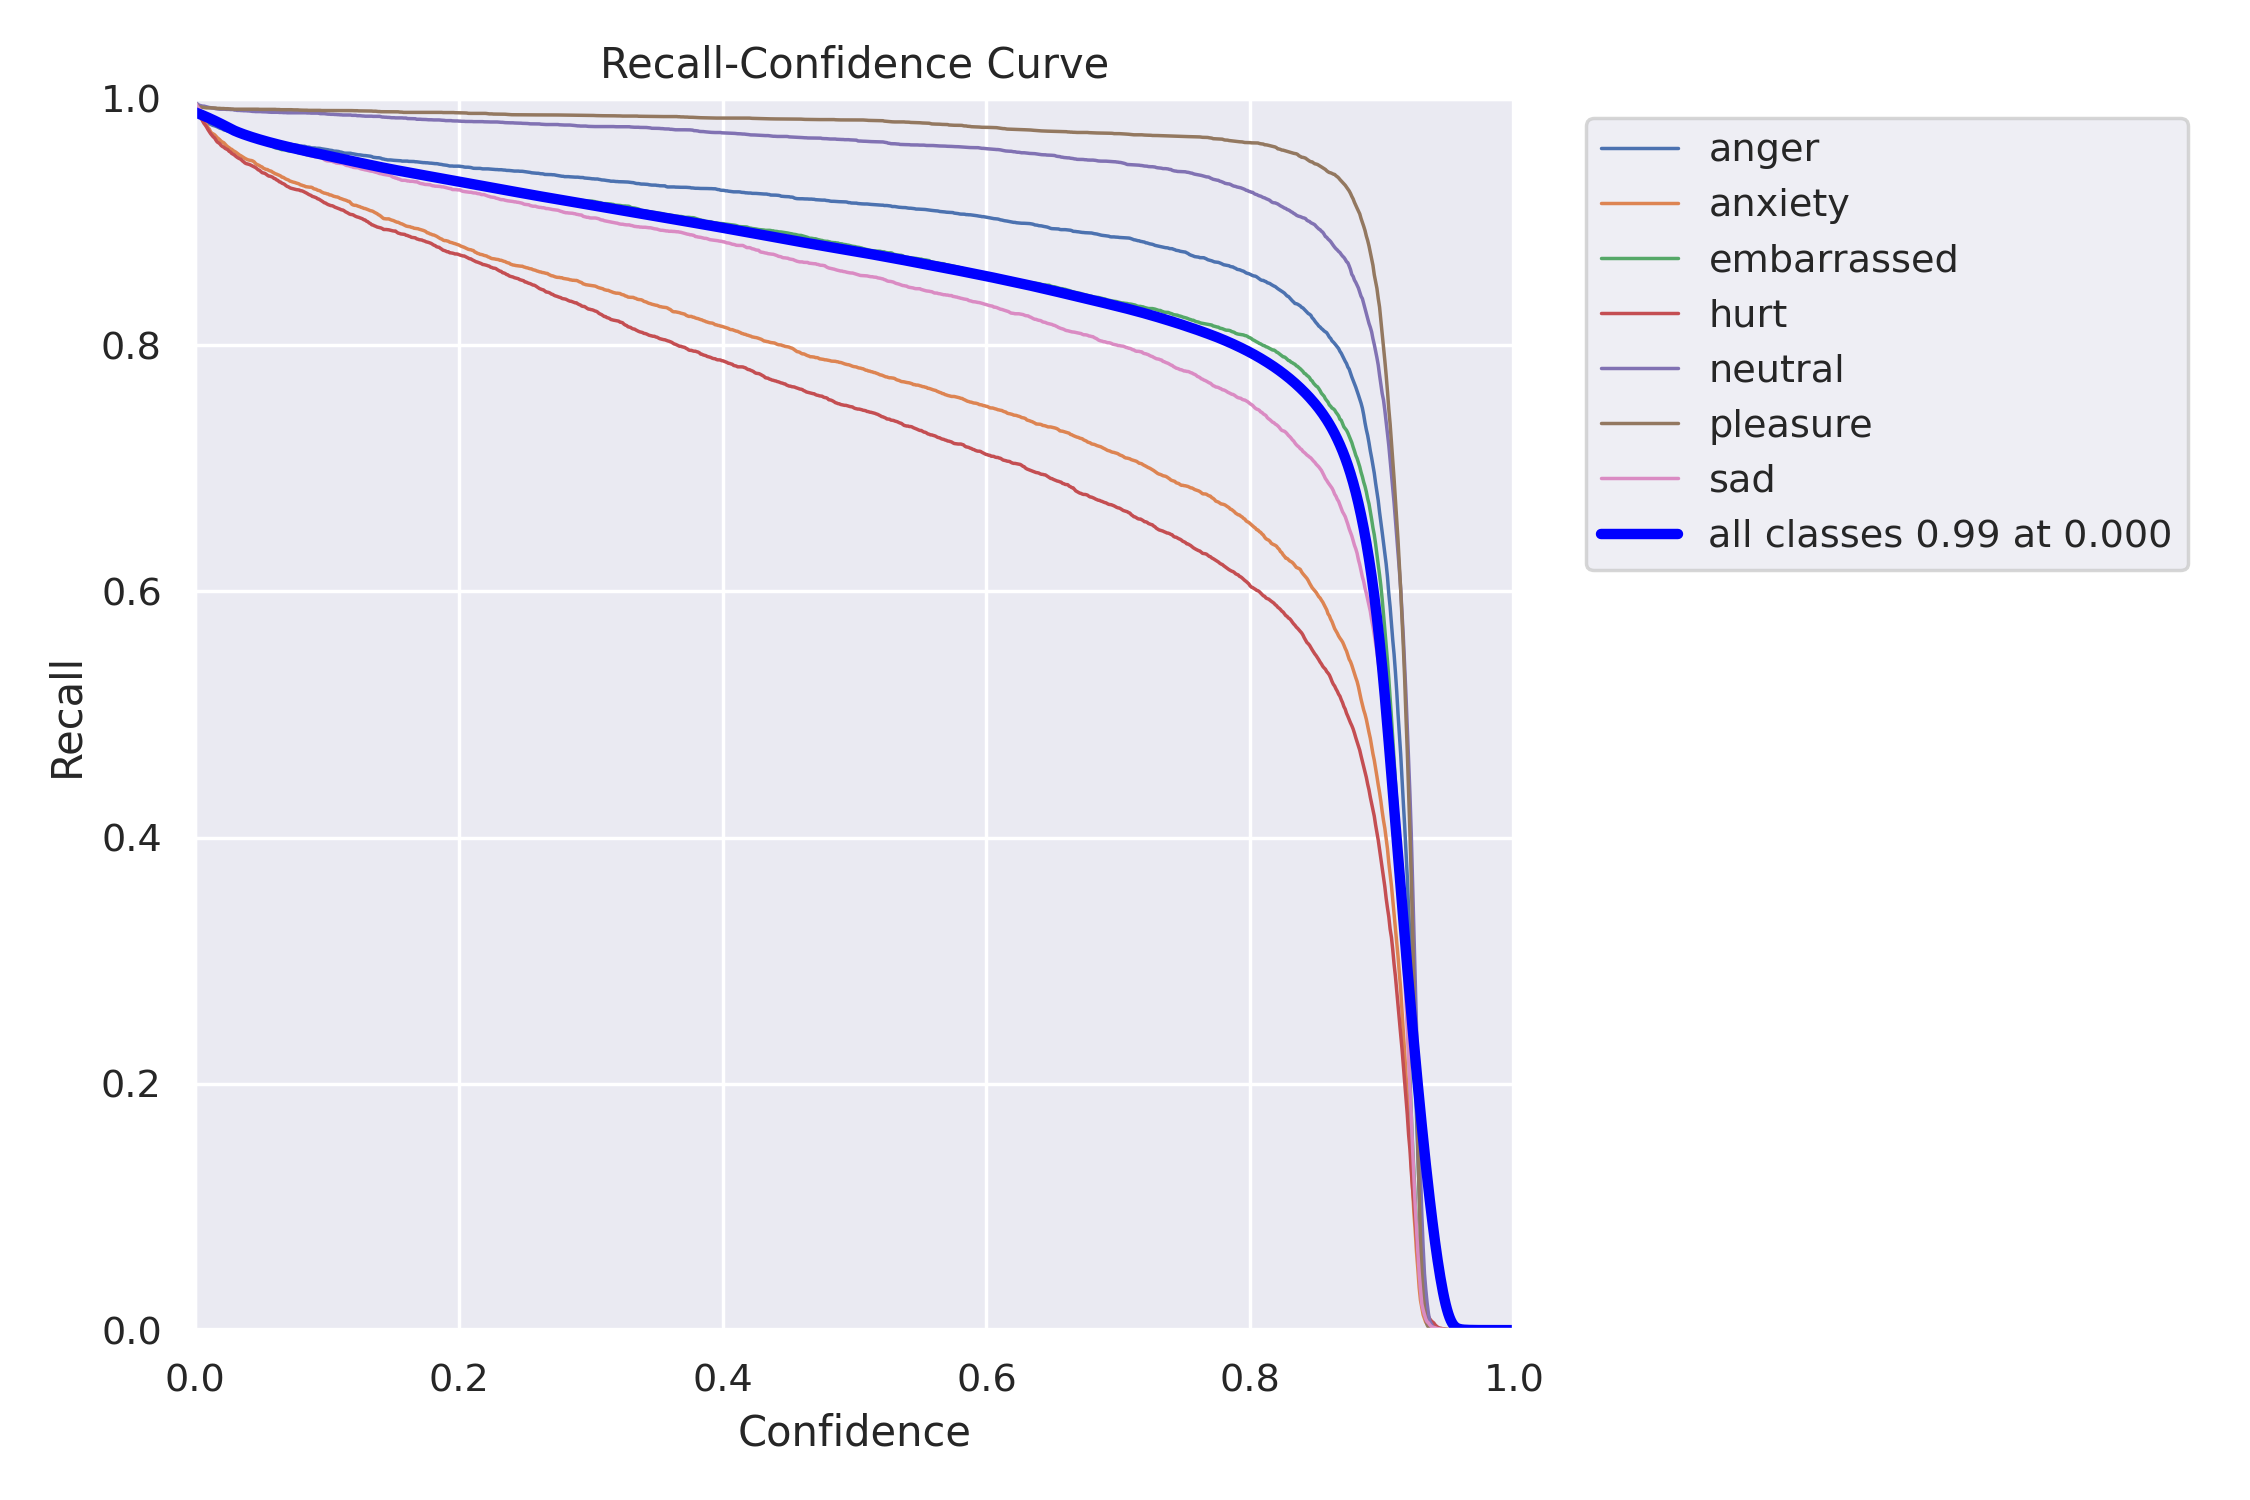 Recall-Confidence Curve
1.0
0.8
0.6
0.4
0.2
0.0
Recall
0.0 0.2 0.4 0.6 0.8 1.0
Confidence
anger
anxiety
embarrassed
hurt
neutral
pleasure
sad
all classes 0.99 at 0.000